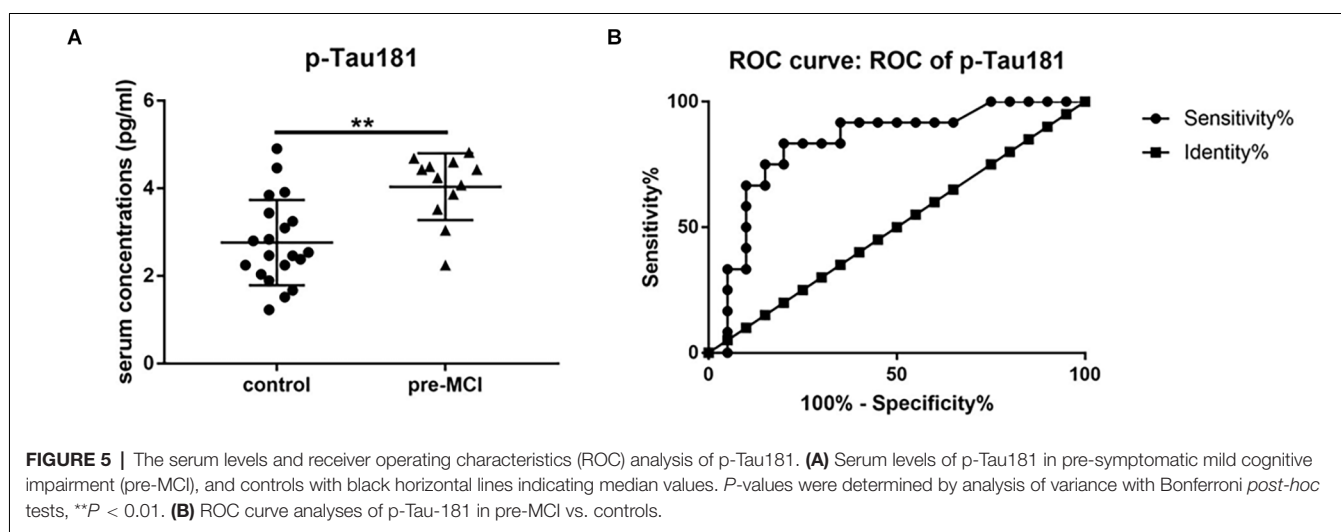 A
p-Tau181
serum concentrations (pg/ml)
6
4
2
0
**
control
pre-MCI
B
ROC curve: ROC of p-Tau181
Sensitivity%
100
50
0
0
50
100
100% - Specificity%
Sensitivity%
Identity%
FIGURE 5 | The serum levels and receiver operating characteristics (ROC) analysis of p-Tau181. (A) Serum levels of p-Tau181 in pre-symptomatic mild cognitive
impairment (pre-MCI), and controls with black horizontal lines indicating median values. P-values were determined by analysis of variance with Bonferroni post-hoc
tests, **P < 0.01. (B) ROC curve analyses of p-Tau-181 in pre-MCI vs. controls.